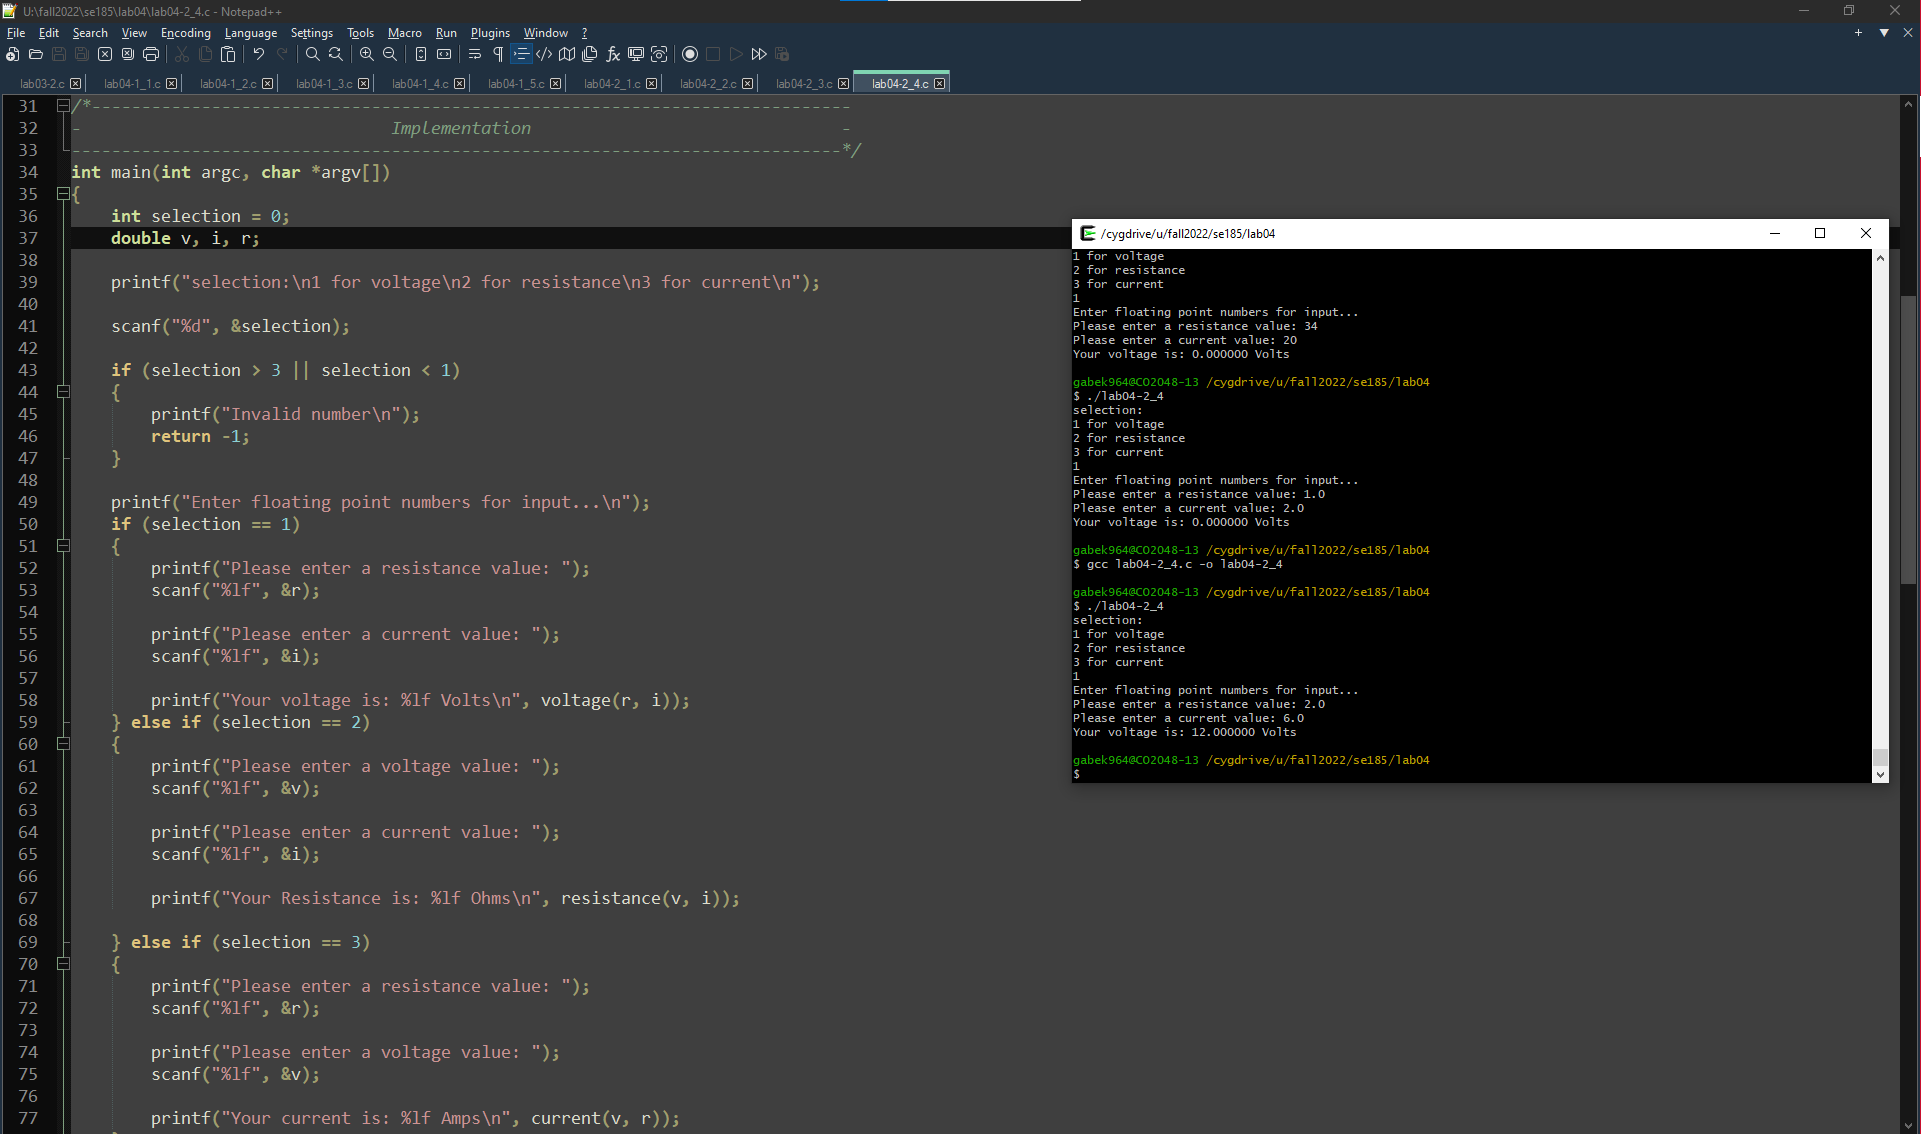 U:\fall2022\se185\lab04\lab04-2_4.c - Notepad++
File Edit Search View Encoding Language Settings Tools Macro Run Plugins Window ?
lab03-2.c lab04-1_1.c lab04-1_2.c lab04-1_3.c lab04-1_4.c lab04-1_5.c lab04-2_1.c lab04-2_2.c lab04-2_3.c lab04-2_4.c
31 /*----------------------------------------------------------------------------
32 - Implementation -
33 -----------------------------------------------------------------------------*/
34 int main(int argc, char *argv[])
35 {
36 int selection = 0;
37 double v, i, r;
38
39 printf("selection:\n1 for voltage\n2 for resistance\n3 for current\n");
40
41 scanf("%d", &selection);
42
43 if (selection > 3 || selection < 1)
44 {
45 printf("Invalid number\n");
46 return -1;
47 }
48
49 printf("Enter floating point numbers for input...\n");
50 if (selection == 1)
51 {
52 printf("Please enter a resistance value: ");
53 scanf("%lf", &r);
54
55 printf("Please enter a current value: ");
56 scanf("%lf", &i);
57
58 printf("Your voltage is: %lf Volts\n", voltage(r, i));
59 } else if (selection == 2)
60 {
61 printf("Please enter a voltage value: ");
62 scanf("%lf", &v);
63
64 printf("Please enter a current value: ");
65 scanf("%lf", &i);
66
67 printf("Your Resistance is: %lf Ohms\n", resistance(v, i));
68
69 } else if (selection == 3)
70 {
71 printf("Please enter a resistance value: ");
72 scanf("%lf", &r);
73
74 printf("Please enter a voltage value: ");
75 scanf("%lf", &v);
76
77 printf("Your current is: %lf Amps\n", current(v, r));
/cygdrive/u/fall2022/se185/lab04
1 for voltage
2 for resistance
3 for current
1
Enter floating point numbers for input...
Please enter a resistance value: 34
Please enter a current value: 20
Your voltage is: 0.000000 Volts
gabek964@CO2048-13 /cygdrive/u/fall2022/se185/lab04
$ ./lab04-2_4
selection:
1 for voltage
2 for resistance
3 for current
1
Enter floating point numbers for input...
Please enter a resistance value: 1.0
Please enter a current value: 2.0
Your voltage is: 0.000000 Volts
gabek964@CO2048-13 /cygdrive/u/fall2022/se185/lab04
$ gcc lab04-2_4.c -o lab04-2_4
gabek964@CO2048-13 /cygdrive/u/fall2022/se185/lab04
$ ./lab04-2_4
selection:
1 for voltage
2 for resistance
3 for current
1
Enter floating point numbers for input...
Please enter a resistance value: 2.0
Please enter a current value: 6.0
Your voltage is: 12.000000 Volts
gabek964@CO2048-13 /cygdrive/u/fall2022/se185/lab04
$